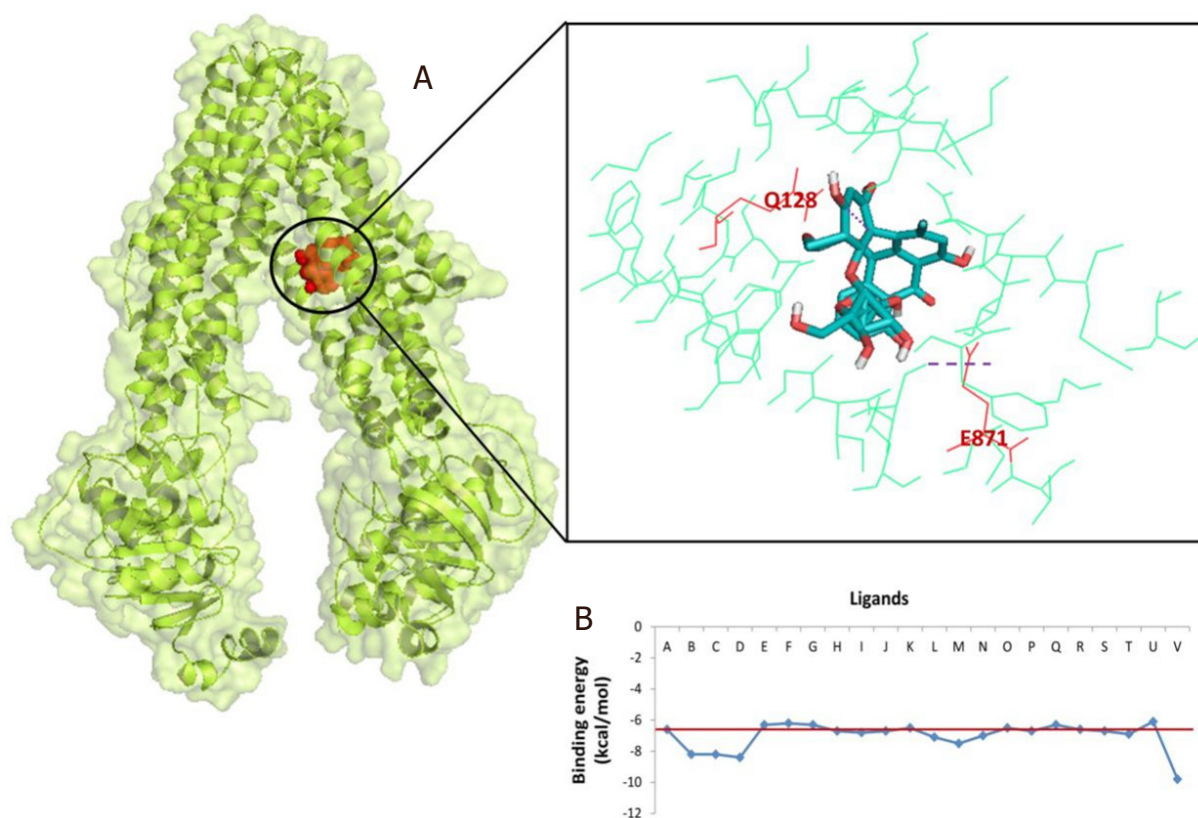 A
Q128
E871
B
Ligands
Binding energy
(kcal/mol)
0
A B C D E F G H I J K L M N O P Q R S T U V
-2
-4
-6
-8
-10
-12